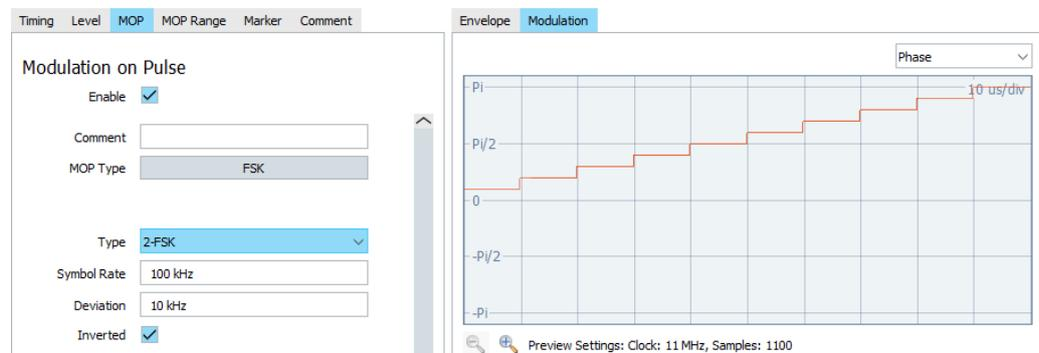 Timing Level MOP MOP Range Marker Comment
Modulation on Pulse
Enable
Comment
MOP Type FSK
Type 2-FSK
Symbol Rate 100 kHz
Deviation 10 kHz
Inverted
Envelope Modulation
Phase
Pi
10 us/div
Pi/2
0
-Pi/2
-Pi
Preview Settings: Clock: 11 MHz, Samples: 1100